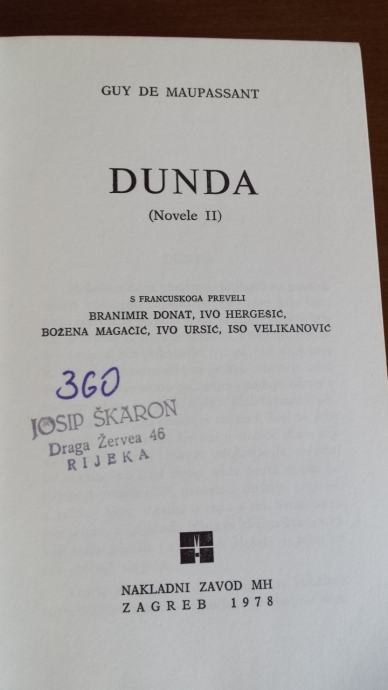 GUY DE MAUPASSANT
DUNDA
(Novele II)
S FRANCUSKOGA PREVELI
BRANIMIR DONAT, IVO HERGEŠIĆ,
BOŽENA MAGAČIĆ, IVO URSIĆ, ISO VELIKANOVIĆ
360
JOSIP ŠKARON
Draga Žervea 46
RIJEKA
NAKLADNI ZAVOD MH
ZAGREB 1978